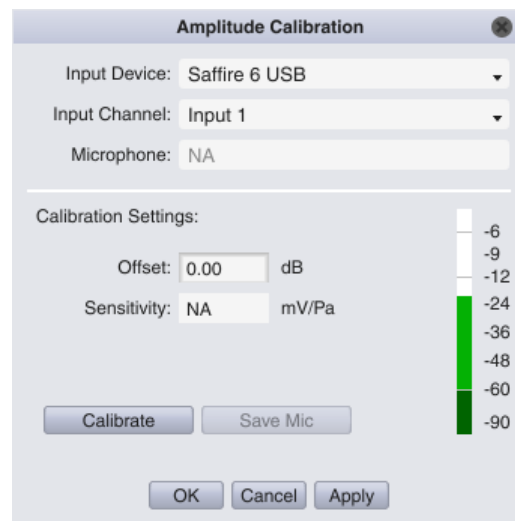 Amplitude Calibration
Input Device: Saffire 6 USB
Input Channel: Input 1
Microphone: NA
Calibration Settings:
Offset: 0.00 dB
Sensitivity: NA mV/Pa
-6
-9
-12
-24
-36
-48
-60
-90
Calibrate Save Mic
OK Cancel Apply